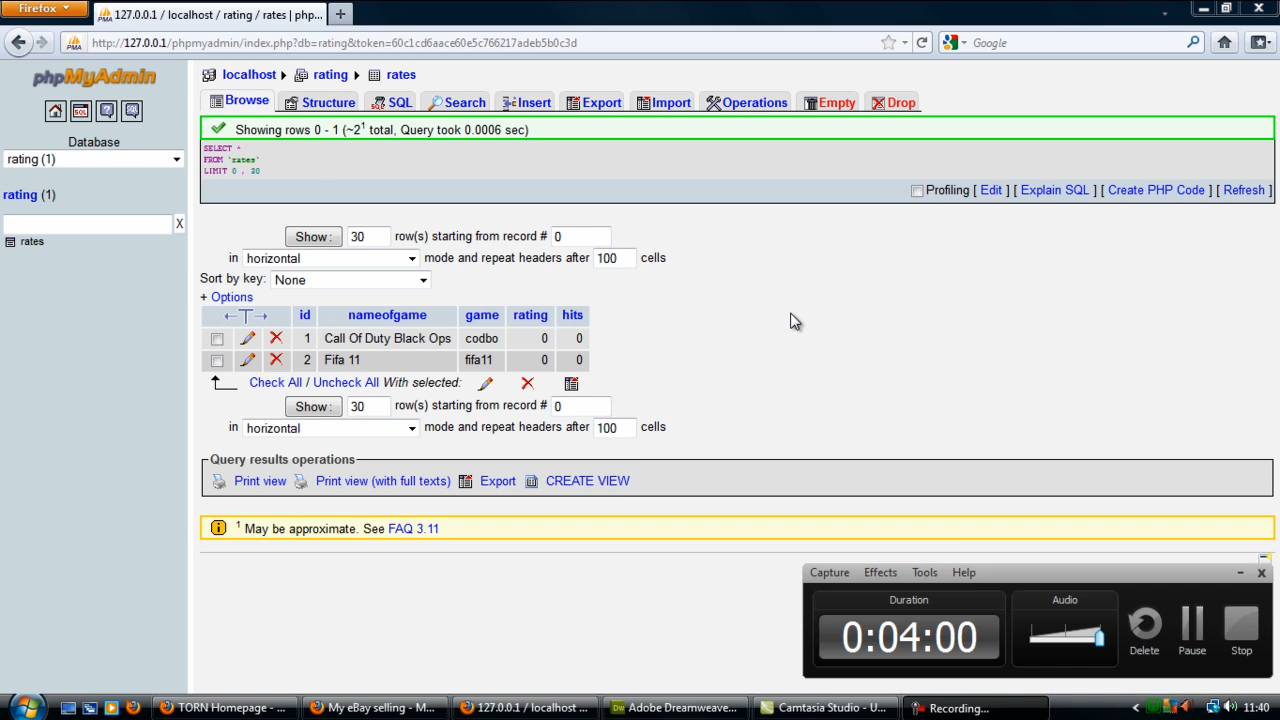 Firefox
127.0.0.1 / localhost / rating / rates | php...
http://127.0.0.1/phpmyadmin/index.php?db=rating&token=60c1cd6aace60e5c766217adeb5b0c3d
Google
phpMyAdmin
localhost rating rates
Browse Structure SQL Search Insert Export Import Operations Empty Drop
Database
rating (1)
rating (1)
X
rates
Showing rows 0 - 1 (~2¹ total, Query took 0.0006 sec)
SELECT *
FROM `rates`
LIMIT 0 , 30
Profiling [ Edit ] [ Explain SQL ] [ Create PHP Code ] [ Refresh ]
Show : 30 row(s) starting from record # 0
in horizontal mode and repeat headers after 100 cells
Sort by key: None
+ Options
←T→ id nameofgame game rating hits
1 Call Of Duty Black Ops codbo 0 0
2 Fifa 11 fifa11 0 0
Check All / Uncheck All With selected:
Show : 30 row(s) starting from record # 0
in horizontal mode and repeat headers after 100 cells
Query results operations
Print view Print view (with full texts) Export CREATE VIEW
¹ May be approximate. See FAQ 3.11
Capture Effects Tools Help
Duration
0:04:00
Audio
Delete Pause Stop
TORN Homepage - ... My eBay selling - M... 127.0.0.1 / localhost ... Adobe Dreamweave... Camtasia Studio - U... Recording... 11:40